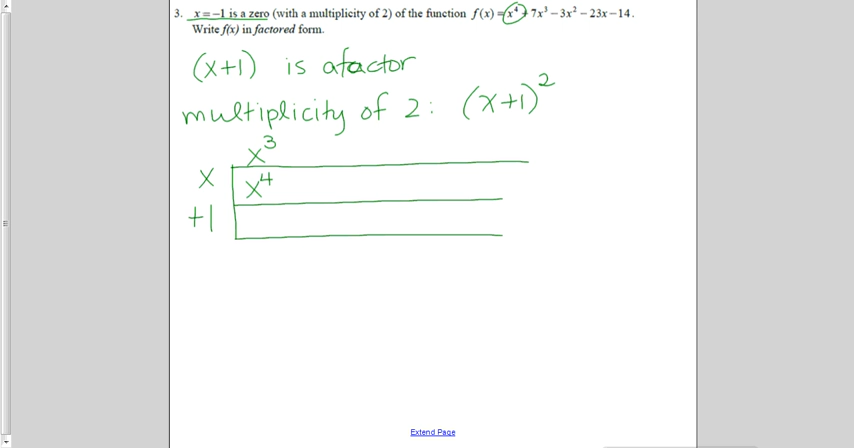 3. x = −1 is a zero (with a multiplicity of 2) of the function f(x) = x⁴ + 7x³ − 3x² − 23x − 14.
Write f(x) in factored form.
(x+1) is a factor
multiplicity of 2: (x+1)²
x³
x x⁴
+1
Extend Page